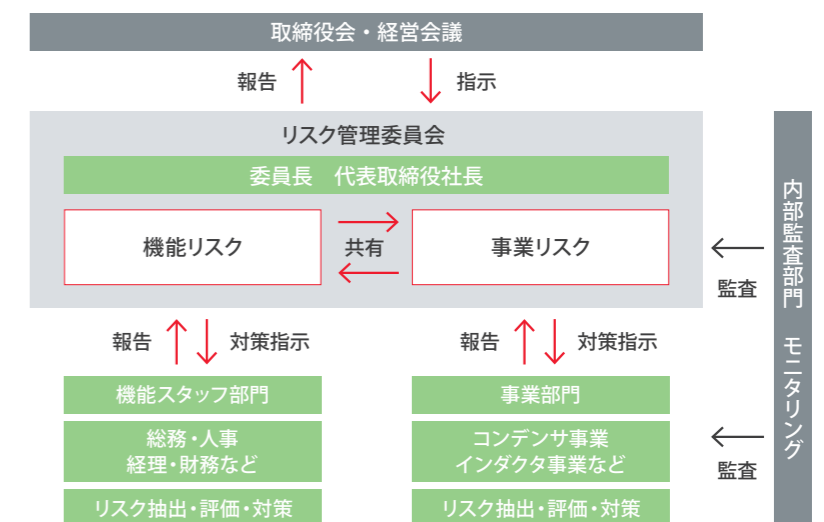 取締役会・経営会議
報告
指示
リスク管理委員会
委員長　代表取締役社長
機能リスク
共有
事業リスク
監査
報告
対策指示
報告
対策指示
機能スタッフ部門
総務・人事
経理・財務など
リスク抽出・評価・対策
事業部門
コンデンサ事業
インダクタ事業など
リスク抽出・評価・対策
監査
内部監査部門　モニタリング